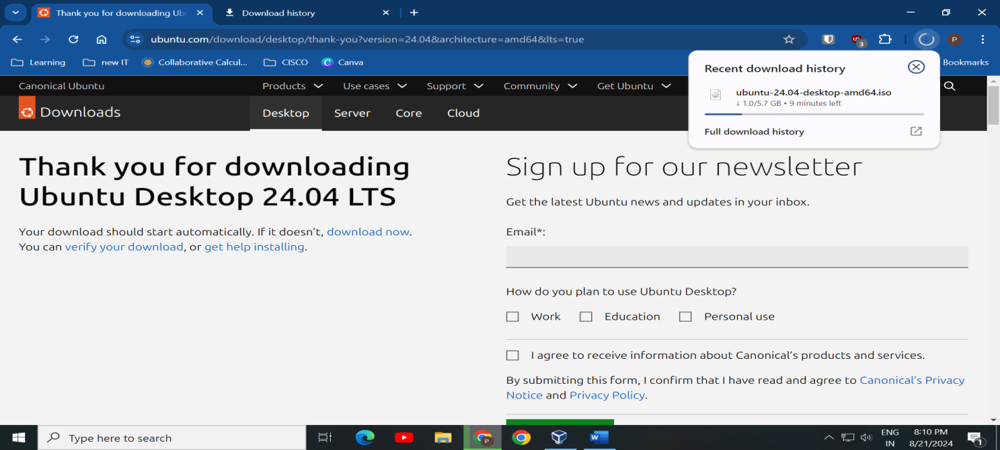 Thank you for downloading Ub
Download history
ubuntu.com/download/desktop/thank-you?version=24.04&architecture=amd64&lts=true
3
P
Learning
new IT
Collaborative Calcul...
CISCO
Canva
Bookmarks
Recent download history
ubuntu-24.04-desktop-amd64.iso
↓ 1.0/5.7 GB • 9 minutes left
Full download history
Canonical Ubuntu
Products
Use cases
Support
Community
Get Ubuntu
Downloads
Desktop
Server
Core
Cloud
Thank you for downloading
Ubuntu Desktop 24.04 LTS
Your download should start automatically. If it doesn't, download now.
You can verify your download, or get help installing.
Sign up for our newsletter
Get the latest Ubuntu news and updates in your inbox.
Email*:
How do you plan to use Ubuntu Desktop?
Work
Education
Personal use
I agree to receive information about Canonical's products and services.
By submitting this form, I confirm that I have read and agree to Canonical's Privacy
Notice and Privacy Policy.
Type here to search
P
W
ENG
IN
8:10 PM
8/21/2024
1